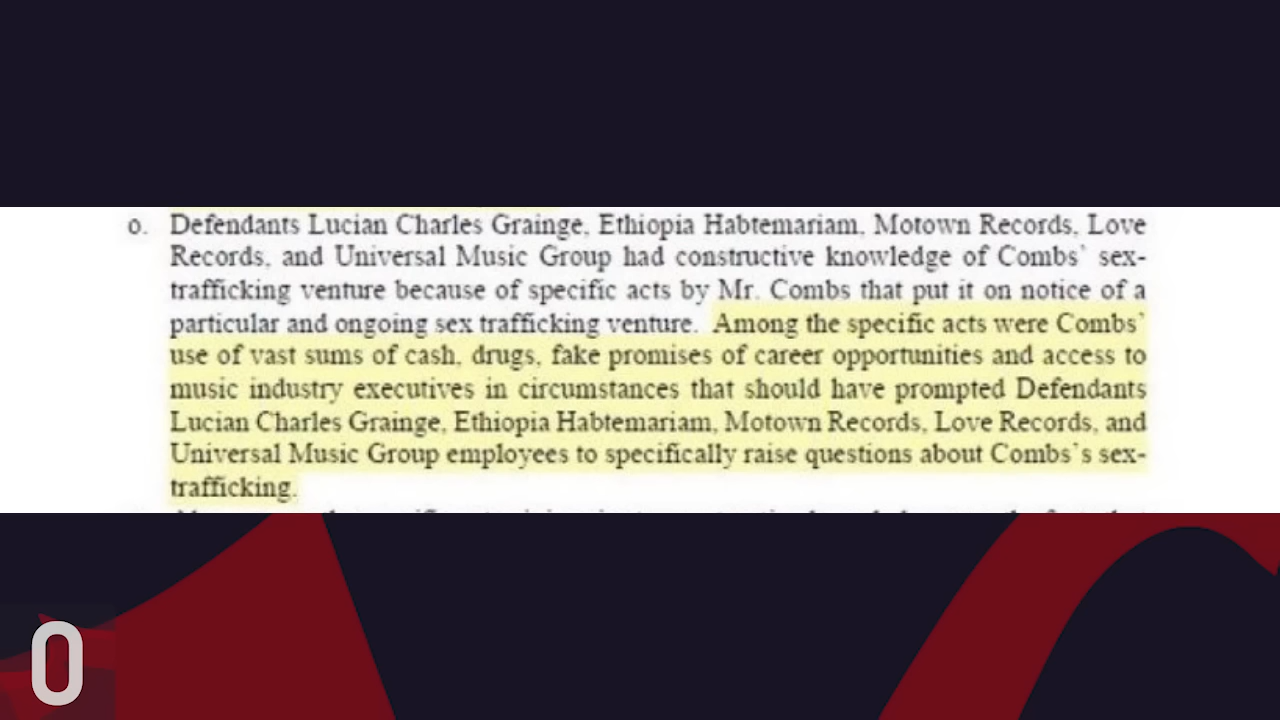 o. Defendants Lucian Charles Grainge, Ethiopia Habtemariam, Motown Records, Love
Records, and Universal Music Group had constructive knowledge of Combs' sex-
trafficking venture because of specific acts by Mr. Combs that put it on notice of a
particular and ongoing sex trafficking venture. Among the specific acts were Combs'
use of vast sums of cash, drugs, fake promises of career opportunities and access to
music industry executives in circumstances that should have prompted Defendants
Lucian Charles Grainge, Ethiopia Habtemariam, Motown Records, Love Records, and
Universal Music Group employees to specifically raise questions about Combs's sex-
trafficking.
0